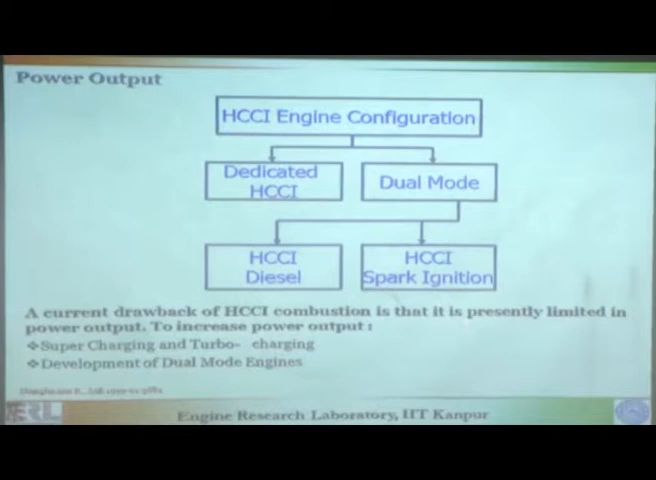 Power Output
HCCI Engine Configuration
Dedicated
HCCI
Dual Mode
HCCI
Diesel
HCCI
Spark Ignition
A current drawback of HCCI combustion is that it is presently limited in
power output. To increase power output :
❖Super Charging and Turbo- charging
❖Development of Dual Mode Engines
ERL
Engine Research Laboratory, IIT Kanpur